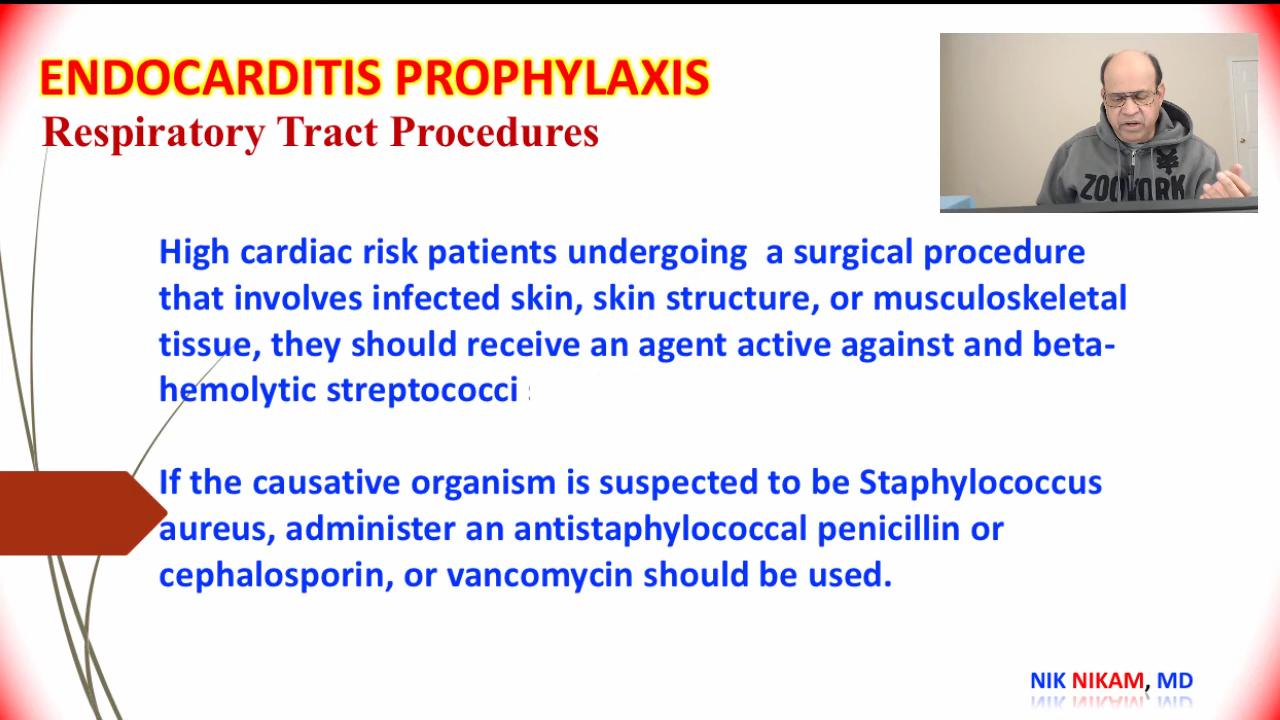 ENDOCARDITIS PROPHYLAXIS
Respiratory Tract Procedures
High cardiac risk patients undergoing a surgical procedure
that involves infected skin, skin structure, or musculoskeletal
tissue, they should receive an agent active against and beta-
hemolytic streptococci
If the causative organism is suspected to be Staphylococcus
aureus, administer an antistaphylococcal penicillin or
cephalosporin, or vancomycin should be used.
NIK NIKAM, MD